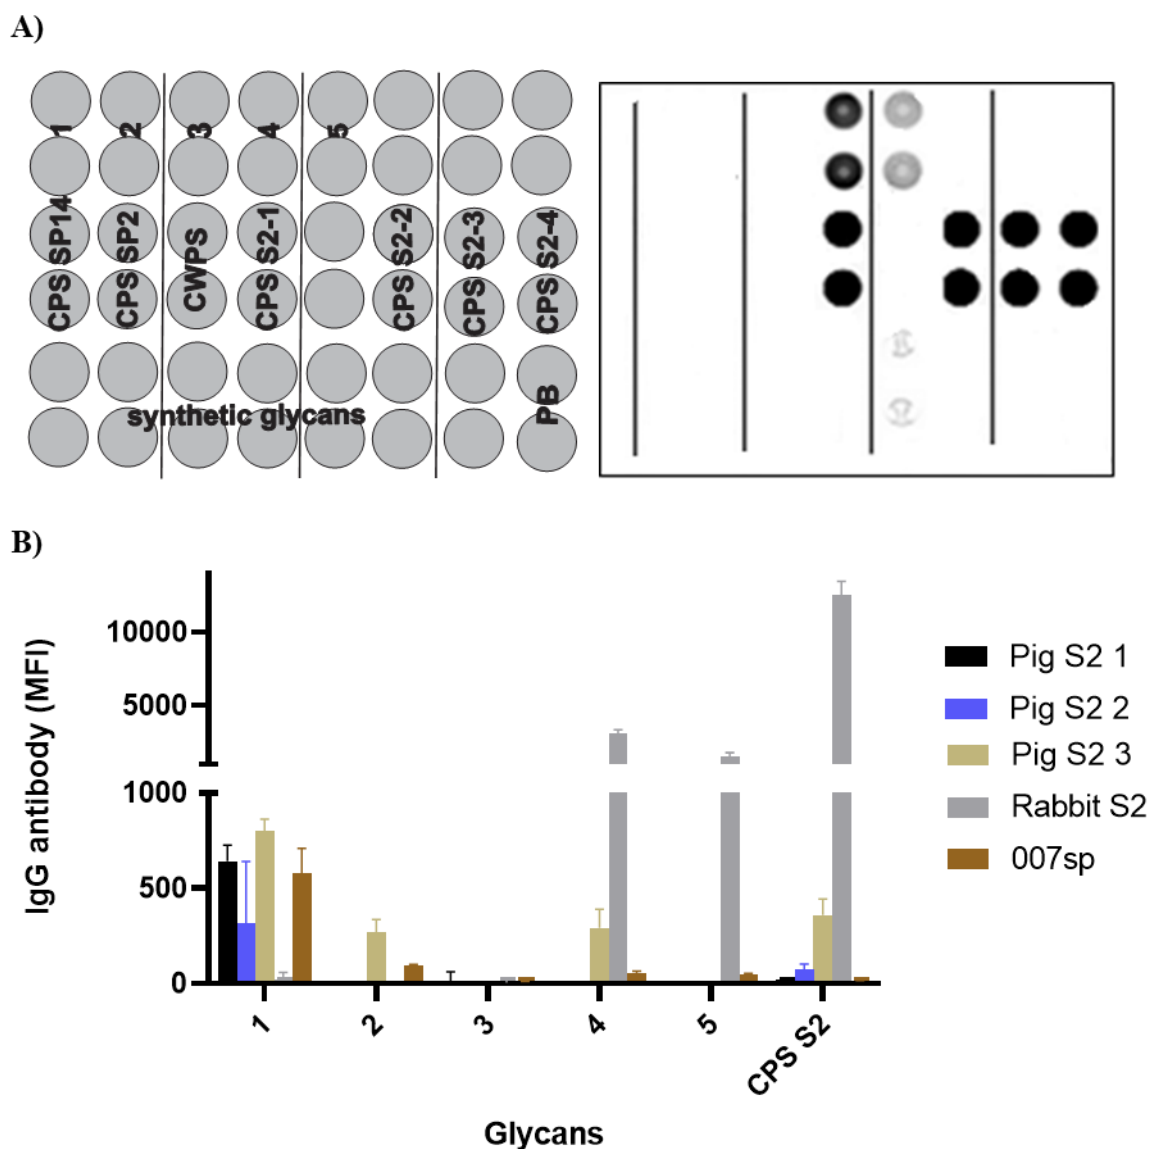 A)
1
2
3
4
5
CPS SP14
CPS SP2
CWPS
CPS S2-1
CPS S2-2
CPS S2-3
CPS S2-4
synthetic glycans
PB
B)
IgG antibody (MFI)
10000
5000
1000
500
0
1
2
3
4
5
CPS S2
Glycans
Pig S2 1
Pig S2 2
Pig S2 3
Rabbit S2
007sp